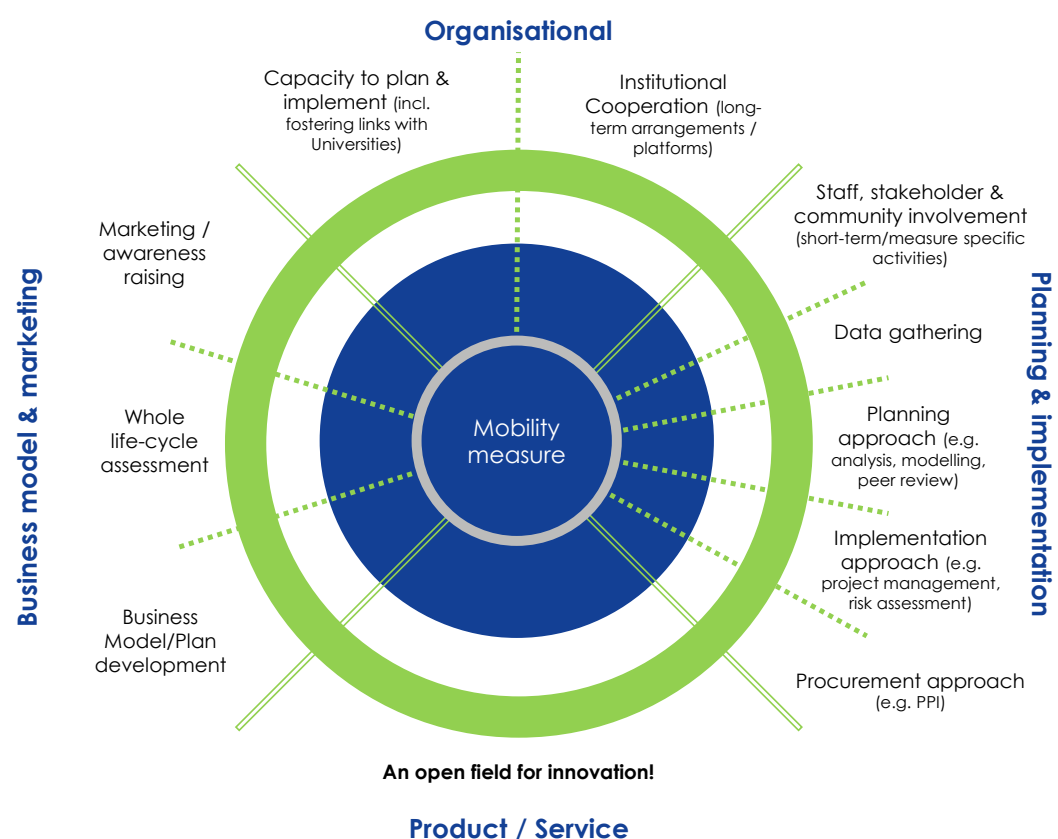 Organisational
Capacity to plan &
implement (incl.
fostering links with
Universities)
Institutional
Cooperation (long-
term arrangements /
platforms)
Staff, stakeholder &
community involvement
(short-term/measure specific
activities)
Data gathering
Planning
approach (e.g.
analysis, modelling,
peer review)
Implementation
approach (e.g.
project management,
risk assessment)
Procurement approach
(e.g. PPI)
Planning & implementation
Marketing /
awareness
raising
Whole
life-cycle
assessment
Business
Model/Plan
development
Business model & marketing
Mobility
measure
An open field for innovation!
Product / Service